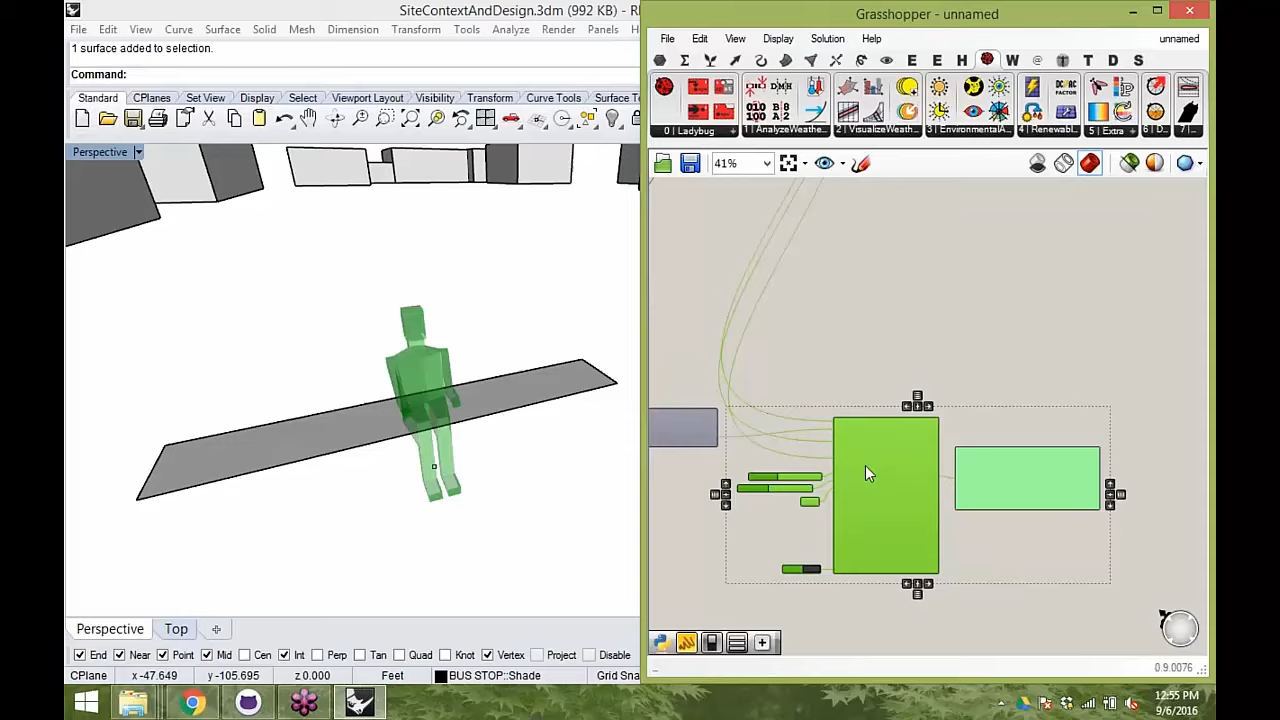 SiteContextAndDesign.3dm (992 KB) - R
File Edit View Curve Surface Solid Mesh Dimension Transform Tools Analyze Render Panels
1 surface added to selection.
Command:
Standard CPlanes Set View Display Select Viewport Layout Visibility Transform Curve Tools Surface To
Perspective
Perspective Top
End Near Point Mid Cen Int Perp Tan Quad Knot Vertex Project Disable
CPlane x -47.649 y -105.695 z 0.000 Feet BUS STOP::Shade Grid Sna
Grasshopper - unnamed
File Edit View Display Solution Help unnamed
E E H W @ T D S
0 | Ladybug 1 | AnalyzeWeathe... 2 | VisualizeWeath... 3 | EnvironmentalA... 4 | Renewabl... 5 | Extra 6 | D... 7 |...
41%
0.9.0076
12:55 PM
9/6/2016